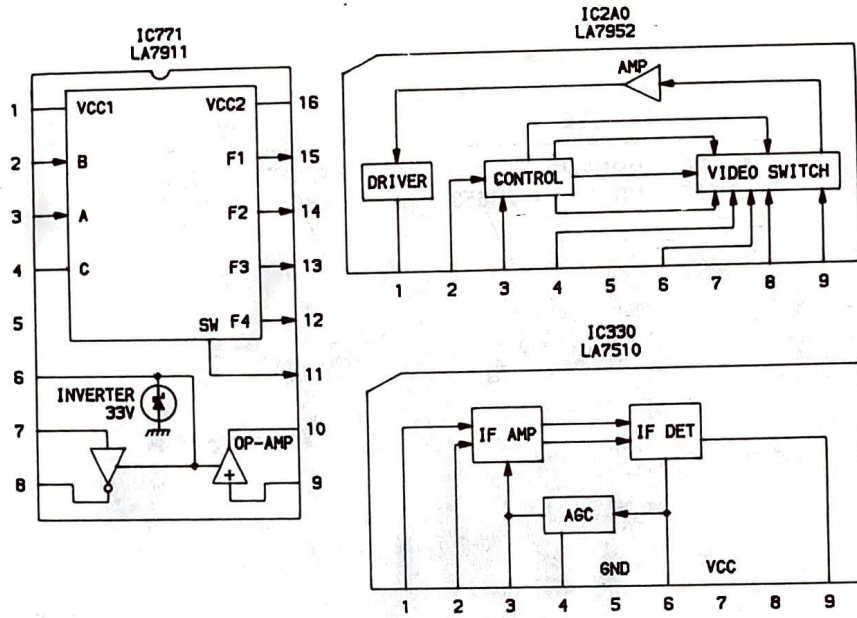 IC771
LA7911
1 VCC1 VCC2 16
2 B F1 15
3 A F2 14
4 C F3 13
5 SW F4 12
11
6
INVERTER
33V
7 OP-AMP 10
+
8 9
IC2A0
LA7952
AMP
DRIVER CONTROL VIDEO SWITCH
1 2 3 4 5 6 7 8 9
IC330
LA7510
IF AMP IF DET
AGC
GND VCC
1 2 3 4 5 6 7 8 9